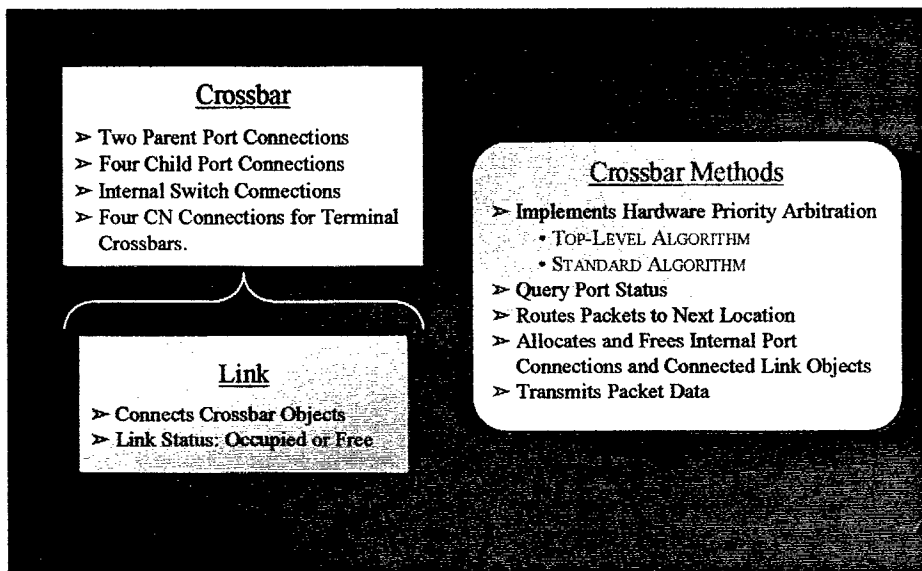 Crossbar
➢ Two Parent Port Connections
➢ Four Child Port Connections
➢ Internal Switch Connections
➢ Four CN Connections for Terminal
Crossbars.
Link
➢ Connects Crossbar Objects
➢ Link Status: Occupied or Free
Crossbar Methods
➢ Implements Hardware Priority Arbitration
• TOP-LEVEL ALGORITHM
• STANDARD ALGORITHM
➢ Query Port Status
➢ Routes Packets to Next Location
➢ Allocates and Frees Internal Port
Connections and Connected Link Objects
➢ Transmits Packet Data